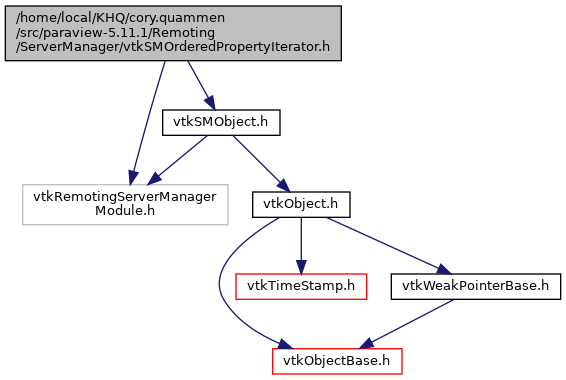 /home/local/KHQ/cory.quammen
/src/paraview-5.11.1/Remoting
/ServerManager/vtkSMOrderedPropertyIterator.h
vtkSMObject.h
vtkRemotingServerManager
Module.h
vtkObject.h
vtkTimeStamp.h
vtkWeakPointerBase.h
vtkObjectBase.h